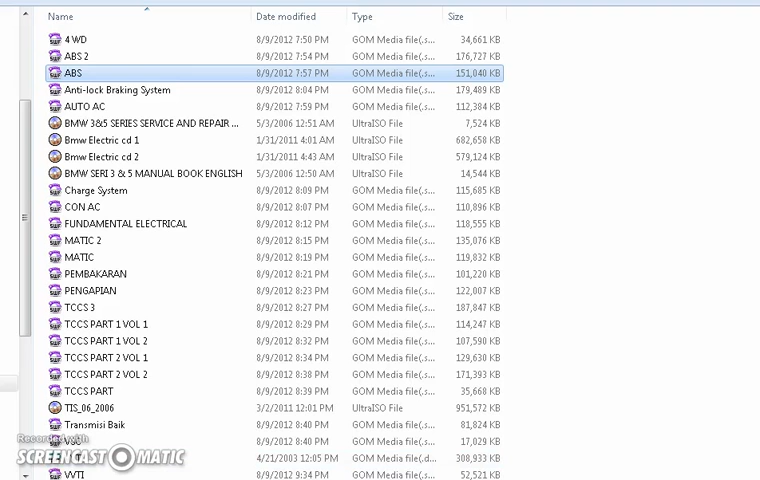 Name Date modified Type Size
4 WD 8/9/2012 7:50 PM GOM Media file(.s... 34,661 KB
ABS 2 8/9/2012 7:54 PM GOM Media file(.s... 176,727 KB
ABS 8/9/2012 7:57 PM GOM Media file(.s... 151,040 KB
Anti-lock Braking System 8/9/2012 8:04 PM GOM Media file(.s... 179,489 KB
AUTO AC 8/9/2012 7:59 PM GOM Media file(.s... 112,384 KB
BMW 3&5 SERIES SERVICE AND REPAIR ... 5/3/2006 12:51 AM UltraISO File 7,524 KB
Bmw Electric cd 1 1/31/2011 4:01 AM UltraISO File 682,658 KB
Bmw Electric cd 2 1/31/2011 4:43 AM UltraISO File 579,124 KB
BMW SERI 3 & 5 MANUAL BOOK ENGLISH 5/3/2006 12:50 AM UltraISO File 14,544 KB
Charge System 8/9/2012 8:09 PM GOM Media file(.s... 115,685 KB
CON AC 8/9/2012 8:07 PM GOM Media file(.s... 110,896 KB
FUNDAMENTAL ELECTRICAL 8/9/2012 8:12 PM GOM Media file(.s... 118,555 KB
MATIC 2 8/9/2012 8:15 PM GOM Media file(.s... 135,076 KB
MATIC 8/9/2012 8:19 PM GOM Media file(.s... 119,832 KB
PEMBAKARAN 8/9/2012 8:21 PM GOM Media file(.s... 101,220 KB
PENGAPIAN 8/9/2012 8:23 PM GOM Media file(.s... 122,007 KB
TCCS 3 8/9/2012 8:27 PM GOM Media file(.s... 187,847 KB
TCCS PART 1 VOL 1 8/9/2012 8:29 PM GOM Media file(.s... 114,247 KB
TCCS PART 1 VOL 2 8/9/2012 8:32 PM GOM Media file(.s... 107,590 KB
TCCS PART 2 VOL 1 8/9/2012 8:34 PM GOM Media file(.s... 129,630 KB
TCCS PART 2 VOL 2 8/9/2012 8:38 PM GOM Media file(.s... 171,393 KB
TCCS PART 8/9/2012 8:39 PM GOM Media file(.s... 35,668 KB
TIS_06_2006 3/2/2011 12:01 PM UltraISO File 951,572 KB
Transmisi Baik 8/9/2012 8:40 PM GOM Media file(.s... 81,824 KB
8/9/2012 8:40 PM GOM Media file(.s... 17,029 KB
Recorded with
SCREENCAST-O-MATIC
4/21/2003 12:05 PM GOM Media file(.d... 308,933 KB
VVTI 8/9/2012 9:34 PM GOM Media file(.s... 52,521 KB